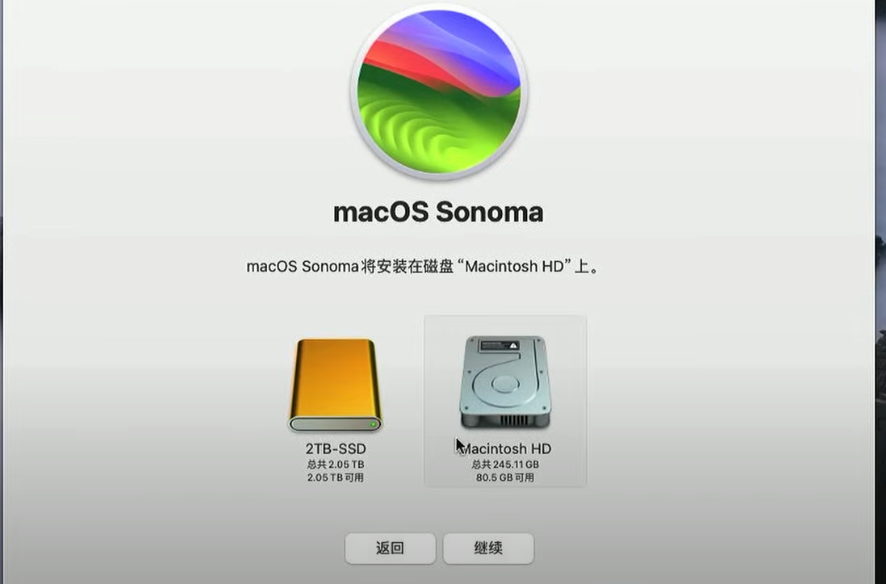 macOS Sonoma
macOS Sonoma将安装在磁盘“Macintosh HD”上。
2TB-SSD
总共 2.05 TB
2.05 TB 可用
Macintosh HD
总共 245.11 GB
80.5 GB 可用
返回
继续